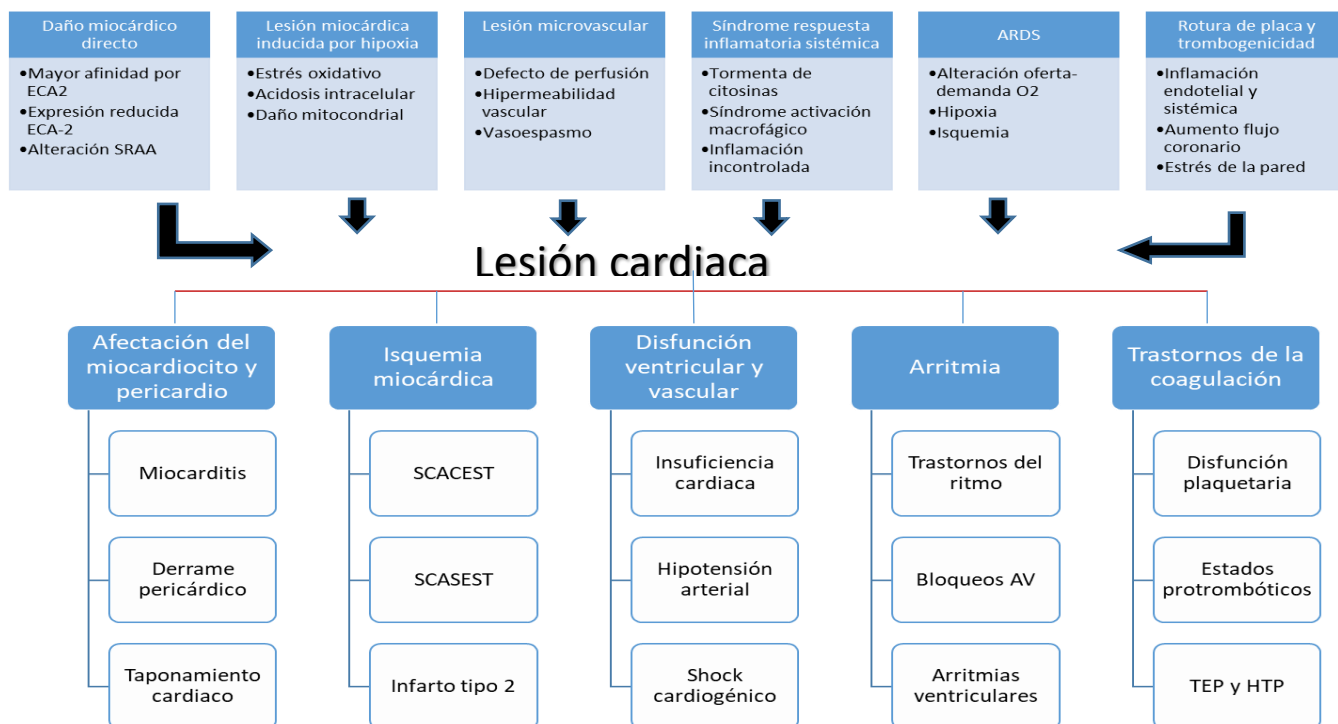 Daño miocárdico
directo
•Mayor afinidad por
ECA2
•Expresión reducida
ECA-2
•Alteración SRAA
Lesión miocárdica
inducida por hipoxia
•Estrés oxidativo
•Acidosis intracelular
•Daño mitocondrial
Lesión microvascular
•Defecto de perfusión
•Hipermeabilidad
vascular
•Vasoespasmo
Síndrome respuesta
inflamatoria sistémica
•Tormenta de
citosinas
•Síndrome activación
macrofágico
•Inflamación
incontrolada
ARDS
•Alteración oferta-
demanda O2
•Hipoxia
•Isquemia
Rotura de placa y
trombogenicidad
•Inflamación
endotelial y
sistémica
•Aumento flujo
coronario
•Estrés de la pared
Lesión cardiaca
Afectación del
miocardiocito y
pericardio
Miocarditis
Derrame
pericárdico
Taponamiento
cardiaco
Isquemia
miocárdica
SCACEST
SCASEST
Infarto tipo 2
Disfunción
ventricular y
vascular
Insuficiencia
cardiaca
Hipotensión
arterial
Shock
cardiogénico
Arritmia
Trastornos del
ritmo
Bloqueos AV
Arritmias
ventriculares
Trastornos de la
coagulación
Disfunción
plaquetaria
Estados
protrombóticos
TEP y HTP